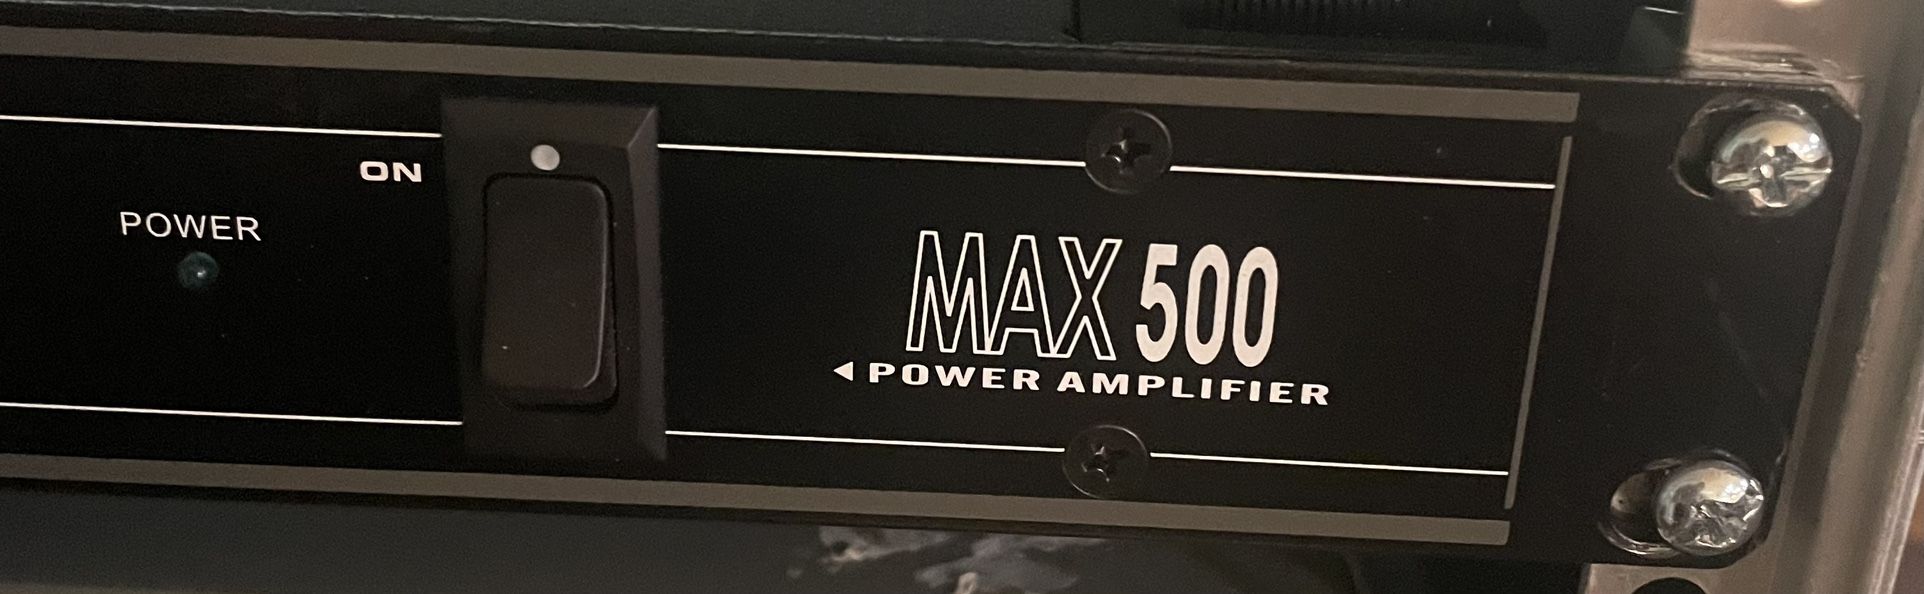 ON
POWER
MAX 500
◄ POWER AMPLIFIER